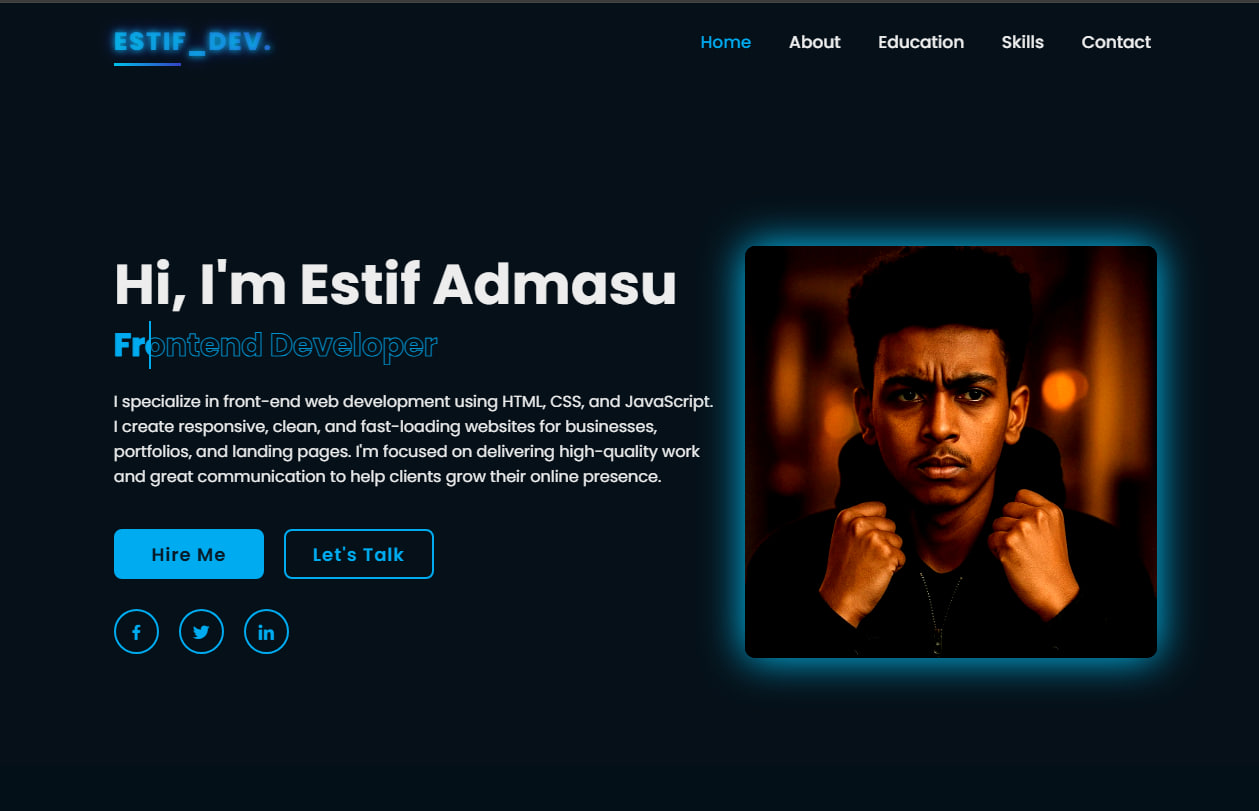 ESTIF_DEV.
Home About Education Skills Contact
Hi, I'm Estif Admasu
Frontend Developer
I specialize in front-end web development using HTML, CSS, and JavaScript.
I create responsive, clean, and fast-loading websites for businesses,
portfolios, and landing pages. I'm focused on delivering high-quality work
and great communication to help clients grow their online presence.
Hire Me Let's Talk